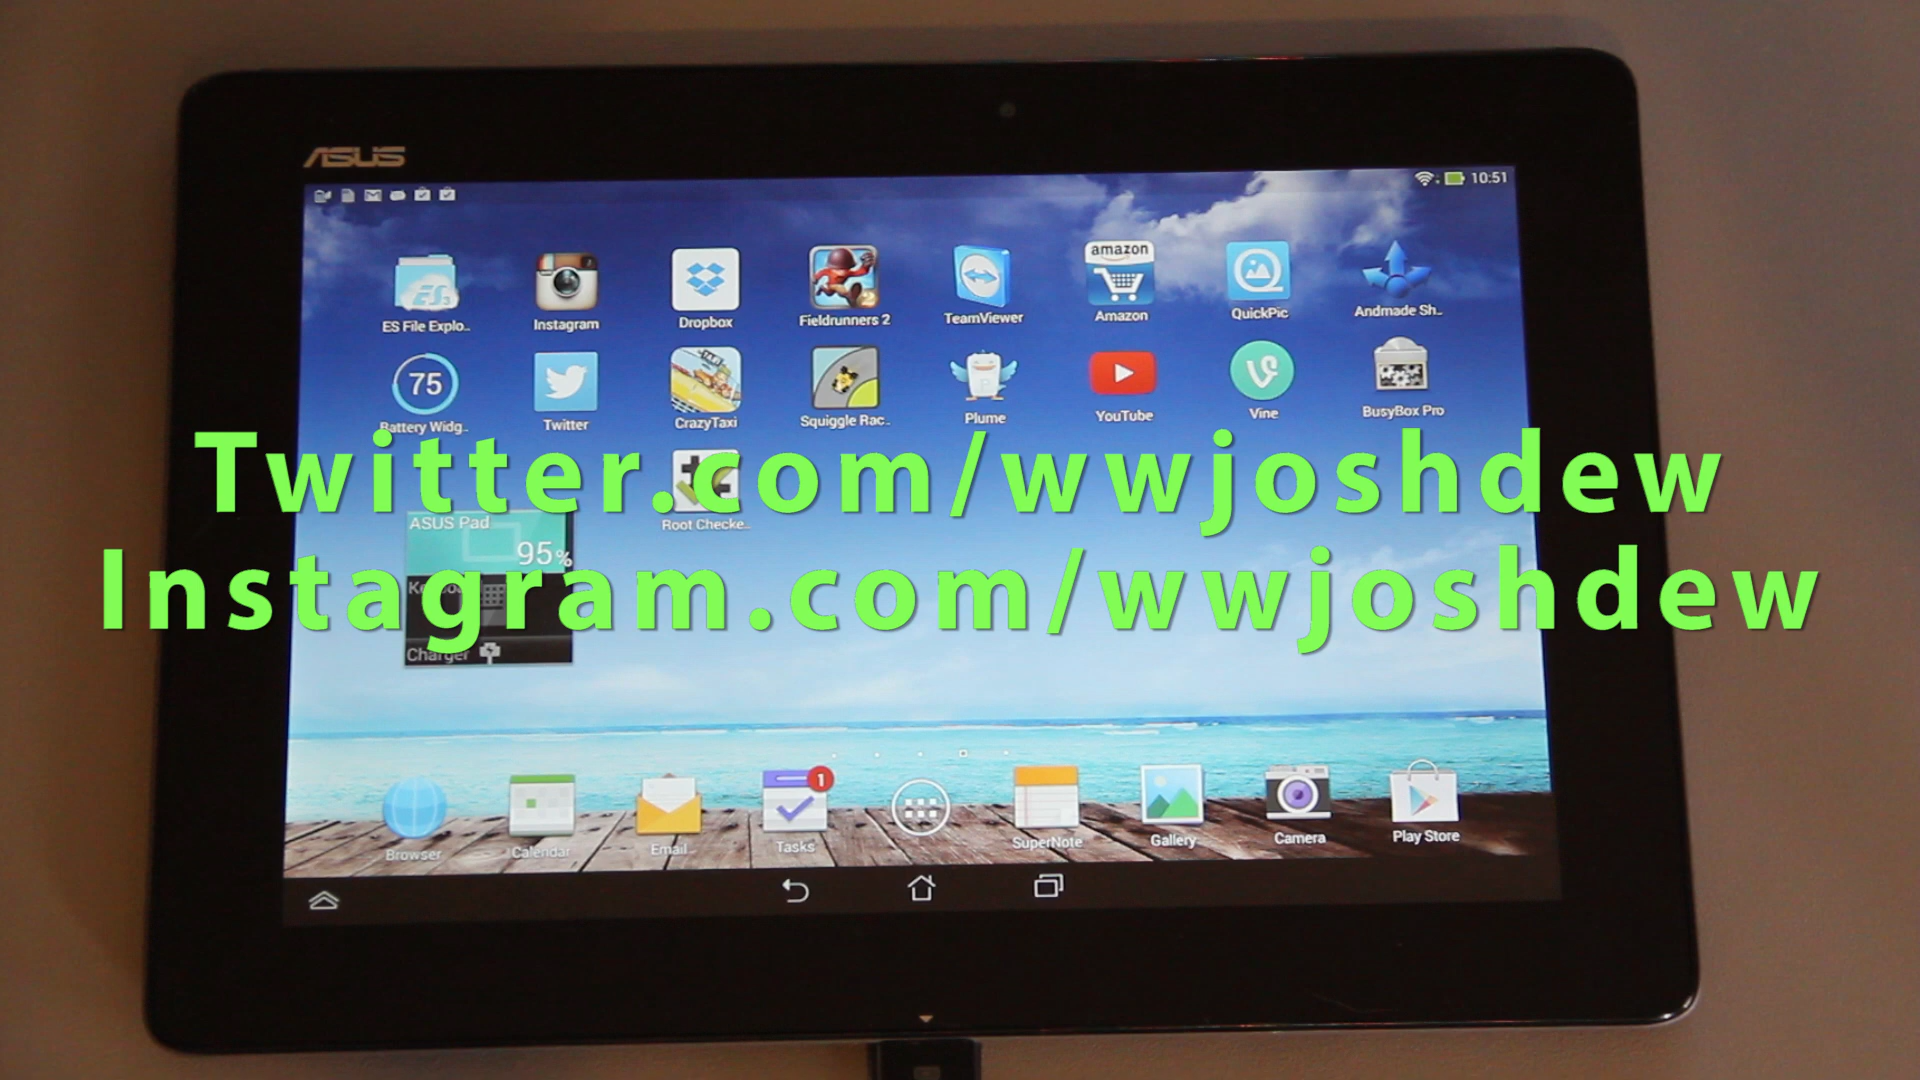 ASUS
10:51
amazon
ES File Explo..
Instagram
Dropbox
Fieldrunners 2
TeamViewer
Amazon
QuickPic
Andmade Sh..
75
Battery Widg..
Twitter
CrazyTaxi
Squiggle Rac..
Plume
YouTube
Vine
BusyBox Pro
Twitter.com/wwjoshdew
Root Checke..
ASUS Pad
95%
Instagram.com/wwjoshdew
Charger
1
Browser
Calendar
Email
Tasks
SuperNote
Gallery
Camera
Play Store